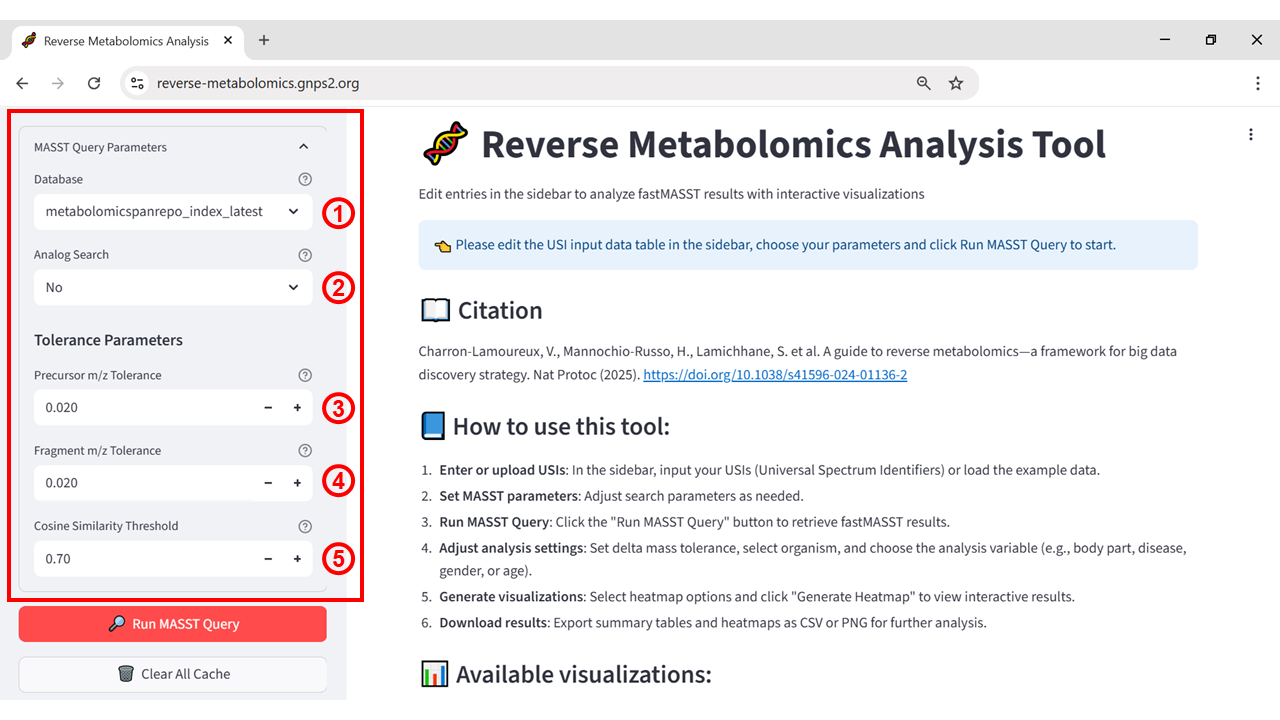 Reverse Metabolomics Analysis
reverse-metabolomics.gnps2.org
MASST Query Parameters
Database
metabolomicspanrepo_index_latest
1
Analog Search
No
2
Tolerance Parameters
Precursor m/z Tolerance
0.020
3
Fragment m/z Tolerance
0.020
4
Cosine Similarity Threshold
0.70
5
Run MASST Query
Clear All Cache
Reverse Metabolomics Analysis Tool
Edit entries in the sidebar to analyze fastMASST results with interactive visualizations
Please edit the USI input data table in the sidebar, choose your parameters and click Run MASST Query to start.
Citation
Charron-Lamoureux, V., Mannochio-Russo, H., Lamichhane, S. et al. A guide to reverse metabolomics—a framework for big data
discovery strategy. Nat Protoc (2025). https://doi.org/10.1038/s41596-024-01136-2
How to use this tool:
1. Enter or upload USIs: In the sidebar, input your USIs (Universal Spectrum Identifiers) or load the example data.
2. Set MASST parameters: Adjust search parameters as needed.
3. Run MASST Query: Click the "Run MASST Query" button to retrieve fastMASST results.
4. Adjust analysis settings: Set delta mass tolerance, select organism, and choose the analysis variable (e.g., body part, disease,
gender, or age).
5. Generate visualizations: Select heatmap options and click "Generate Heatmap" to view interactive results.
6. Download results: Export summary tables and heatmaps as CSV or PNG for further analysis.
Available visualizations: